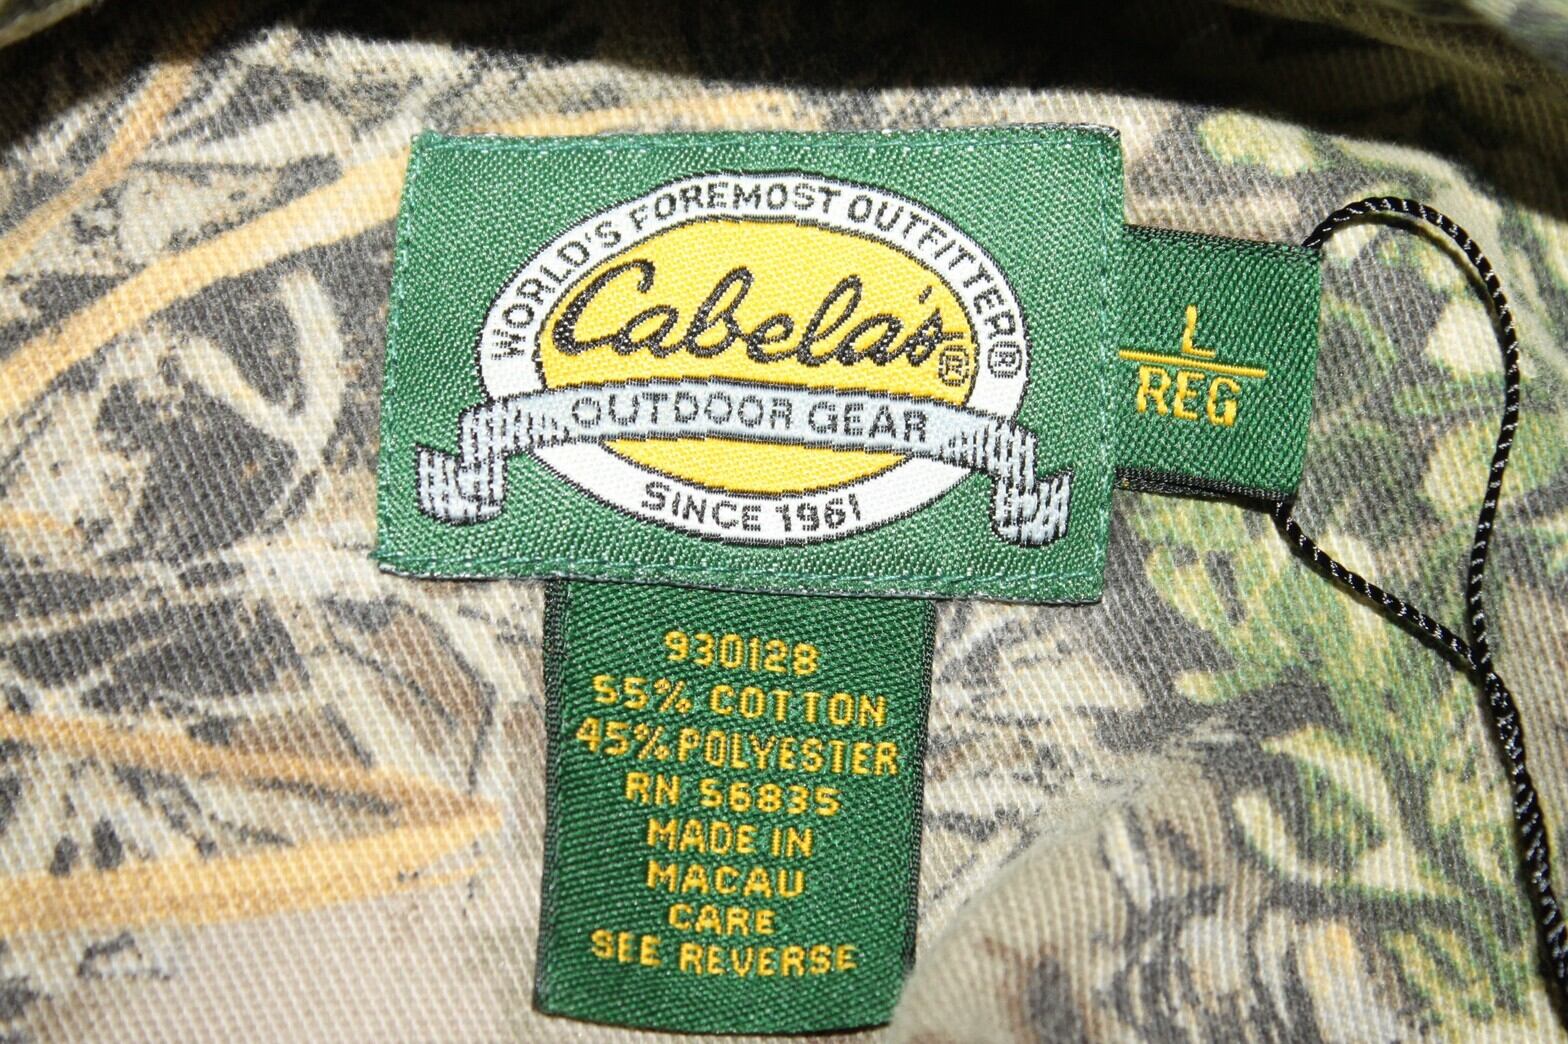 WORLD'S FOREMOST OUTFITTER®
Cabela's®
OUTDOOR GEAR
SINCE 1961
L
REG
930128
55% COTTON
45% POLYESTER
RN 56835
MADE IN
MACAU
CARE
SEE REVERSE